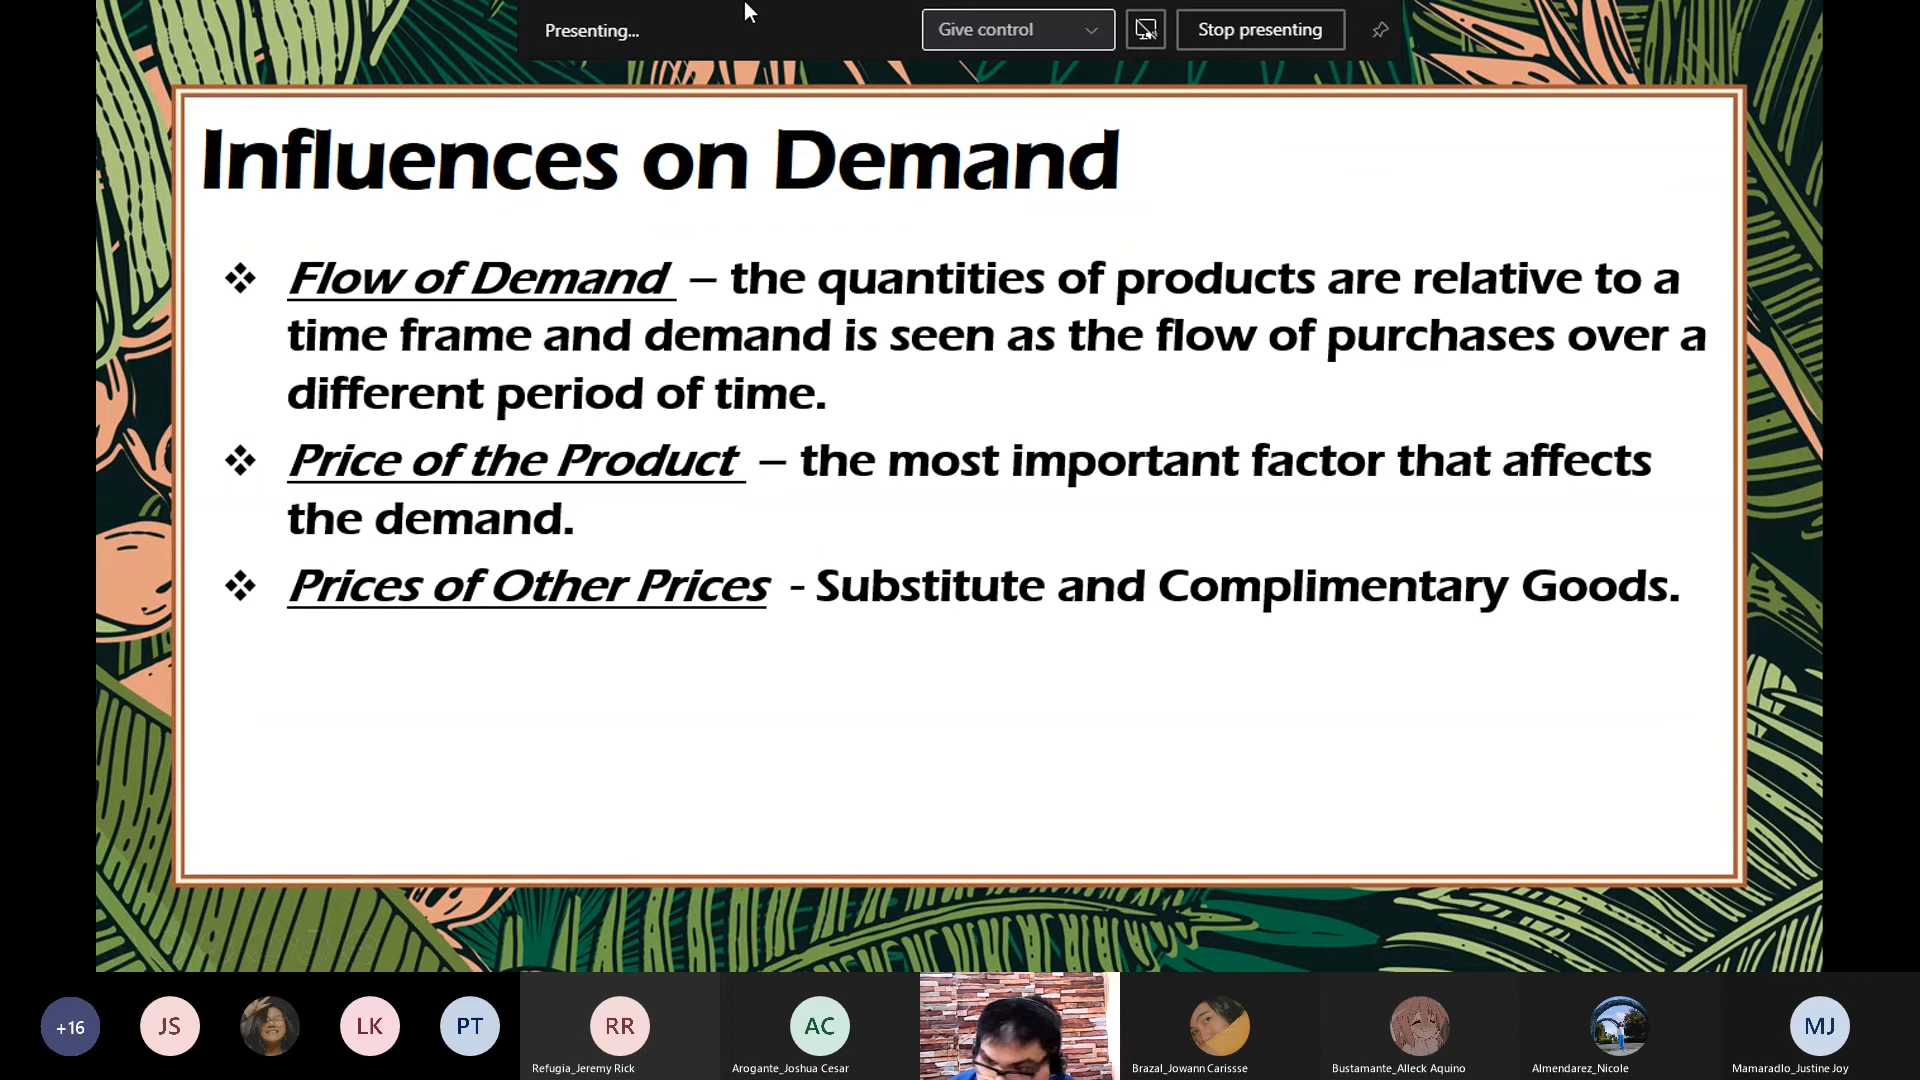 Presenting...
Give control
Stop presenting
Influences on Demand
❖ Flow of Demand – the quantities of products are relative to a
time frame and demand is seen as the flow of purchases over a
different period of time.
❖ Price of the Product – the most important factor that affects
the demand.
❖ Prices of Other Prices - Substitute and Complimentary Goods.
+16
JS
LK
PT
RR
AC
MJ
Refugia_Jeremy Rick
Arogante_Joshua Cesar
Brazal_Jowann Carissse
Bustamante_Alleck Aquino
Almendarez_Nicole
Mamaradlo_Justine Joy